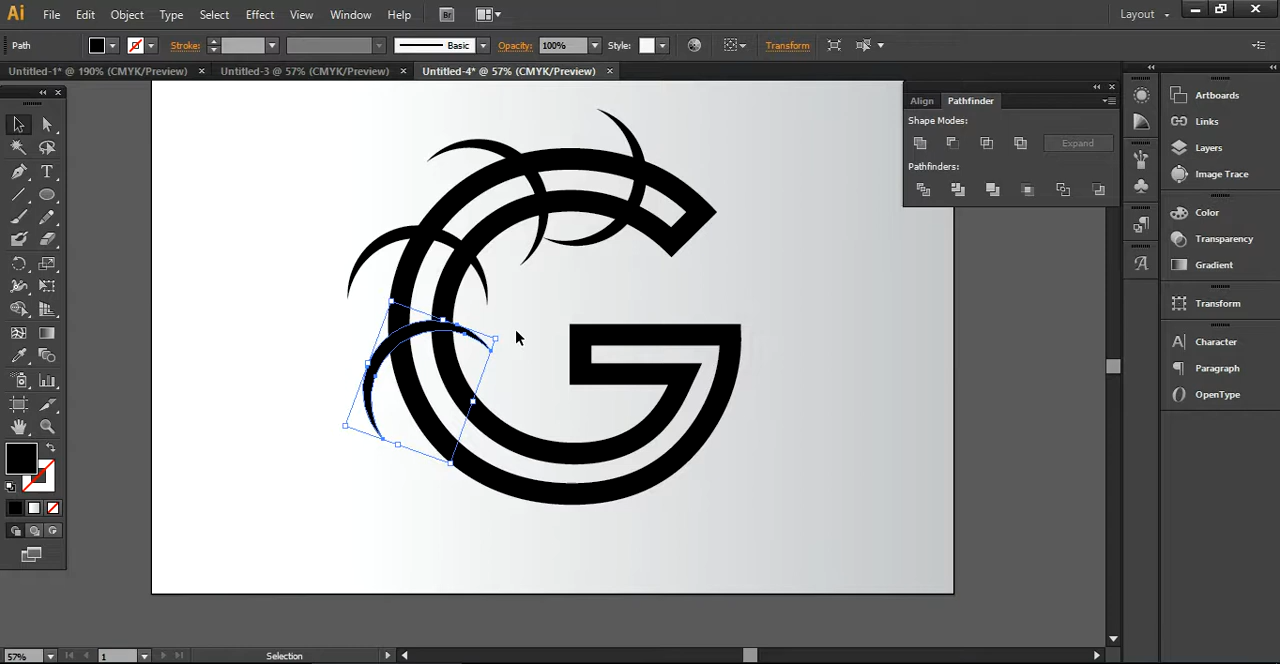 Ai File Edit Object Type Select Effect View Window Help Br Layout
Path Stroke: Basic Opacity: 100% Style: Transform
Untitled-1* @ 190% (CMYK/Preview) Untitled-3 @ 57% (CMYK/Preview) Untitled-4* @ 57% (CMYK/Preview)
Align Pathfinder
Shape Modes:
Expand
Pathfinders:
Artboards
Links
Layers
Image Trace
Color
Transparency
Gradient
Transform
Character
Paragraph
OpenType
G
57% 1 Selection